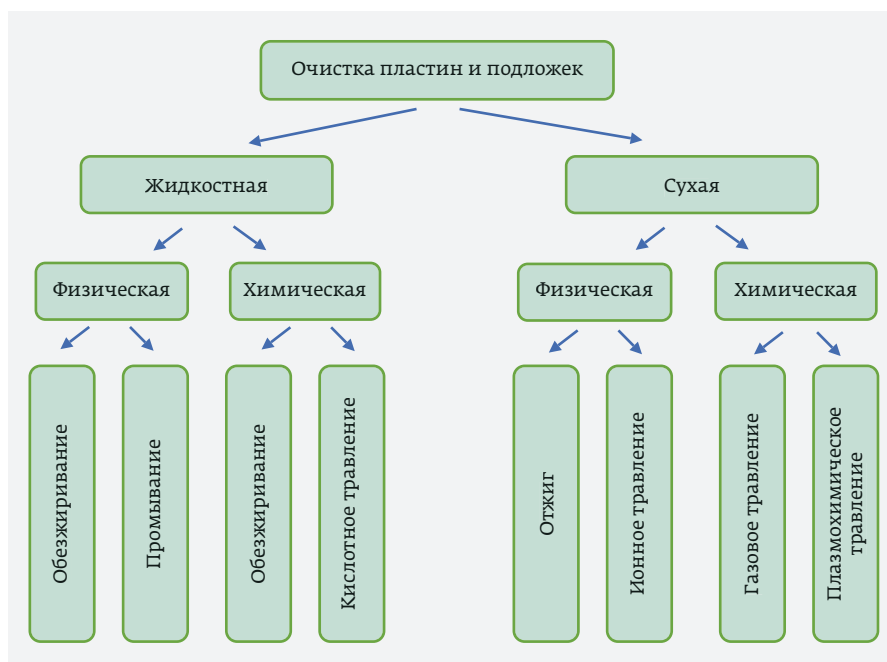 Очистка пластин и подложек
Жидкостная
Сухая
Физическая
Химическая
Физическая
Химическая
Обезжиривание
Промывание
Обезжиривание
Кислотное травление
Отжиг
Ионное травление
Газовое травление
Плазмохимическое
травление